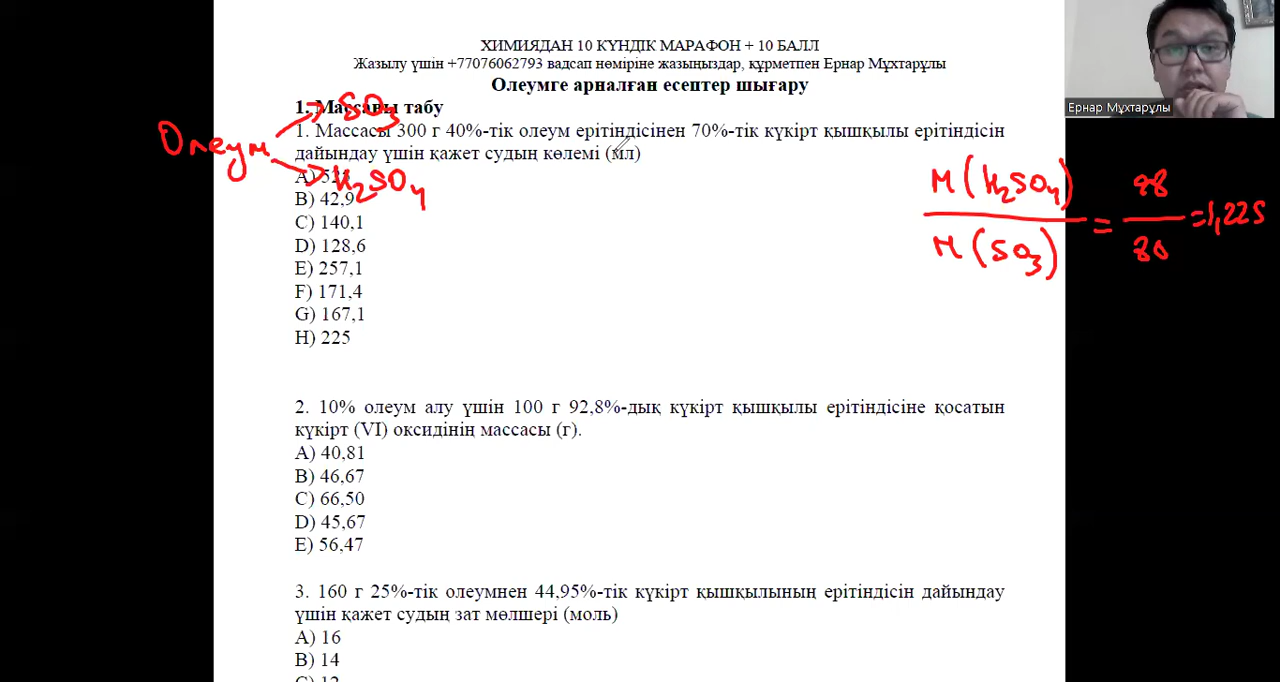 ХИМИЯДАН 10 КҮНДІК МАРАФОН + 10 БАЛЛ
Жазылу үшін +77076062793 вадсап нөміріне жазыңыздар, құрметпен Ернар Мұхтарұлы
Олеумге арналған есептер шығару
1. Массаны табу
1. Массасы 300 г 40%-тік олеум ерітіндісінен 70%-тік күкірт қышқылы ерітіндісін
дайындау үшін қажет судың көлемі (мл)
A) 525
B) 42,9
C) 140,1
D) 128,6
E) 257,1
F) 171,4
G) 167,1
H) 225
Олеум
SO3
H2SO4
M(H2SO4)
M(SO3)
= 98
80
=1,225
2. 10% олеум алу үшін 100 г 92,8%-дық күкірт қышқылы ерітіндісіне қосатын
күкірт (VI) оксидінің массасы (г).
A) 40,81
B) 46,67
C) 66,50
D) 45,67
E) 56,47
3. 160 г 25%-тік олеумнен 44,95%-тік күкірт қышқылының ерітіндісін дайындау
үшін қажет судың зат мөлшері (моль)
A) 16
B) 14
Ернар Мұхтарұлы